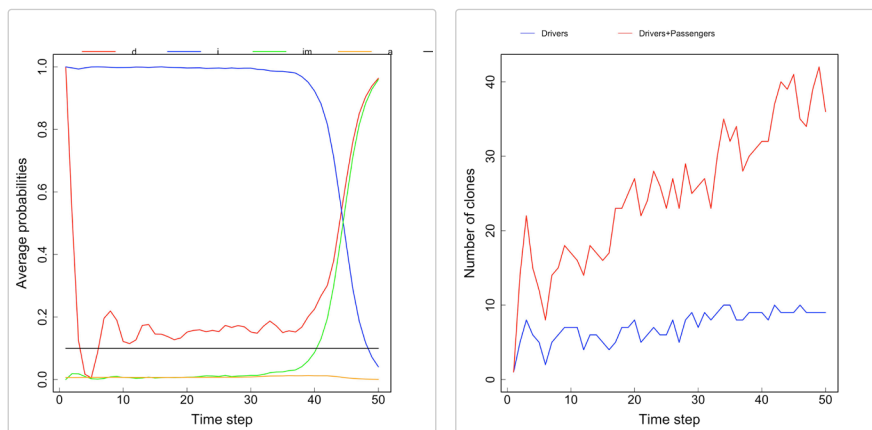 d i im a
Average probabilities
1.0
0.8
0.6
0.4
0.2
0.0
0 10 20 30 40 50
Time step
Drivers Drivers+Passengers
Number of clones
40
30
20
10
0
0 10 20 30 40 50
Time step